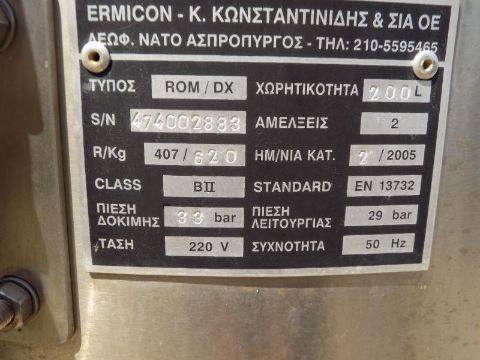 ERMICON - Κ. ΚΩΝΣΤΑΝΤΙΝΙΔΗΣ & ΣΙΑ ΟΕ
ΛΕΩΦ. ΝΑΤΟ ΑΣΠΡΟΠΥΡΓΟΣ - ΤΗΛ: 210-5595465
ΤΥΠΟΣ ROM / DX ΧΩΡΗΤΙΚΟΤΗΤΑ 200 L
S/N 474002883 ΑΜΕΛΞΕΙΣ 2
R/Kg 407 / 620 ΗΜ/ΝΙΑ ΚΑΤ. 2 / 2005
CLASS BII STANDARD EN 13732
ΠΙΕΣΗ ΔΟΚΙΜΗΣ 33 bar ΠΙΕΣΗ ΛΕΙΤΟΥΡΓΙΑΣ 29 bar
ΤΑΣΗ 220 V ΣΥΧΝΟΤΗΤΑ 50 Hz